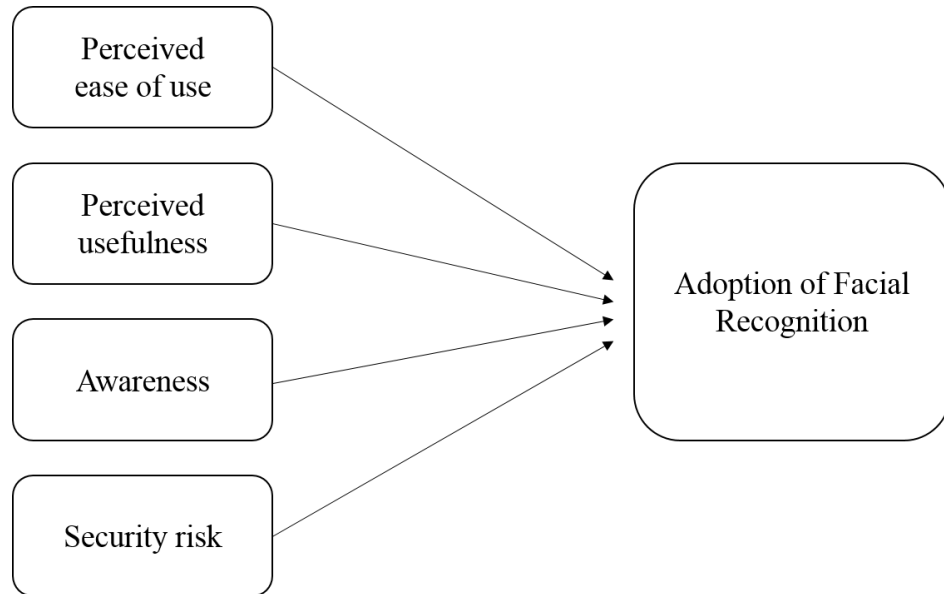 Perceived
ease of use
Perceived
usefulness
Awareness
Security risk
Adoption of Facial
Recognition